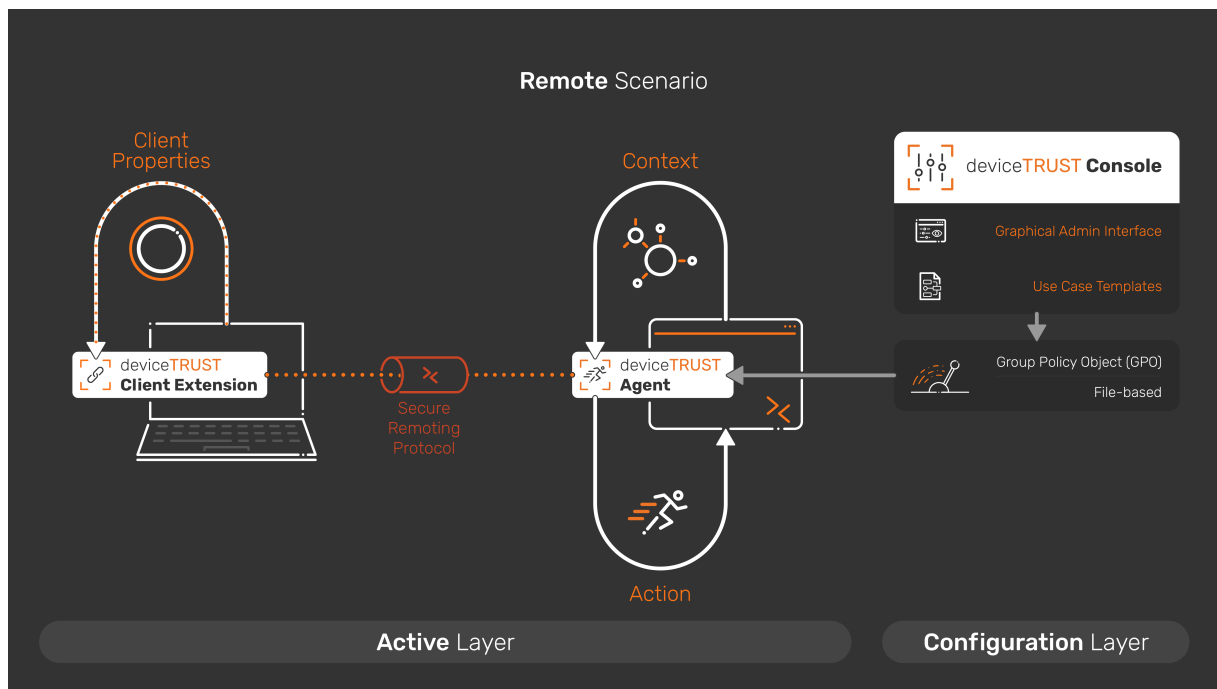 Remote Scenario
Client
Properties
Context
deviceTRUST Console
Graphical Admin Interface
Use Case Templates
deviceTRUST
Client Extension
Secure
Remoting
Protocol
deviceTRUST
Agent
Group Policy Object (GPO)
File-based
Action
Active Layer
Configuration Layer